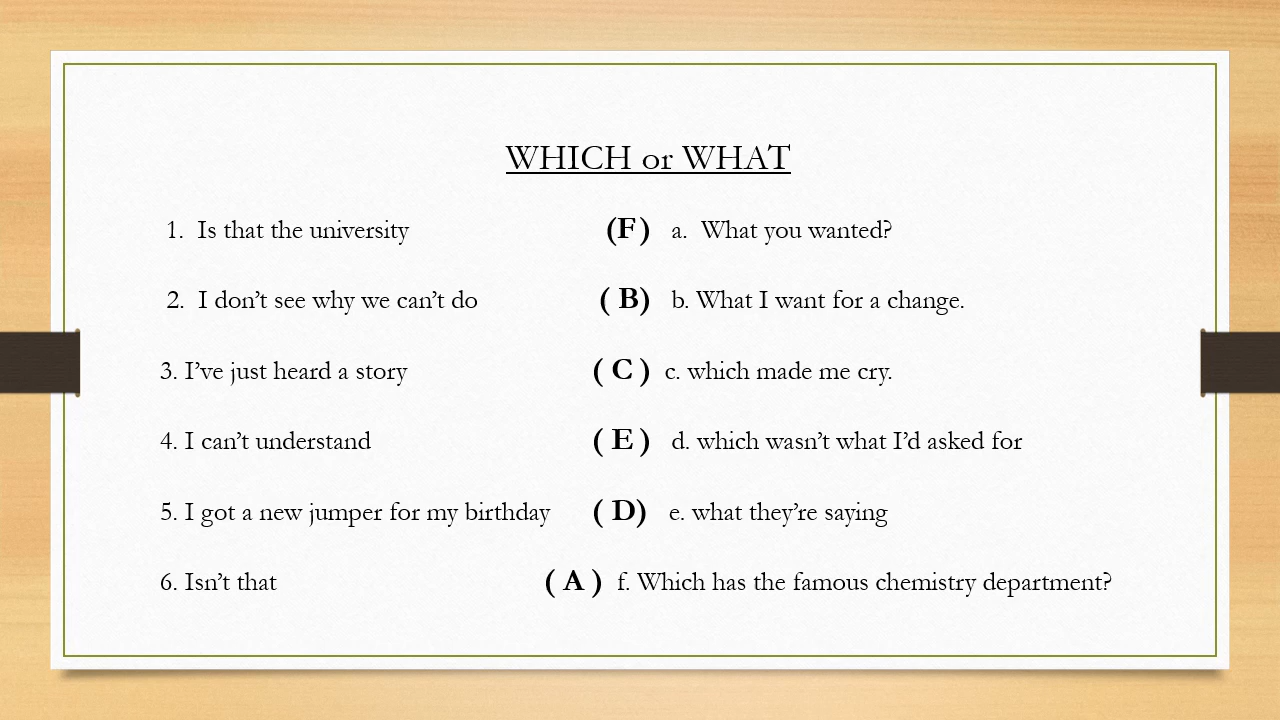 WHICH or WHAT
1. Is that the university (F) a. What you wanted?
2. I don’t see why we can’t do ( B) b. What I want for a change.
3. I’ve just heard a story ( C ) c. which made me cry.
4. I can’t understand ( E ) d. which wasn’t what I’d asked for
5. I got a new jumper for my birthday ( D) e. what they’re saying
6. Isn’t that ( A ) f. Which has the famous chemistry department?